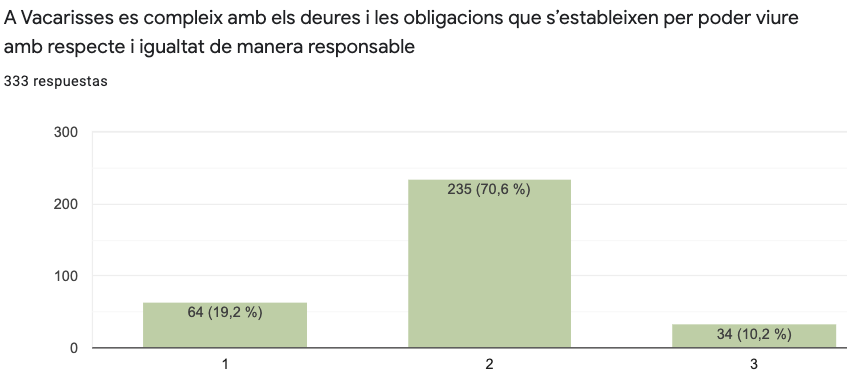 A Vacarisses es compleix amb els deures i les obligacions que s’estableixen per poder viure
amb respecte i igualtat de manera responsable
333 respuestas
300
200
100
0
64 (19,2 %)
235 (70,6 %)
34 (10,2 %)
1
2
3